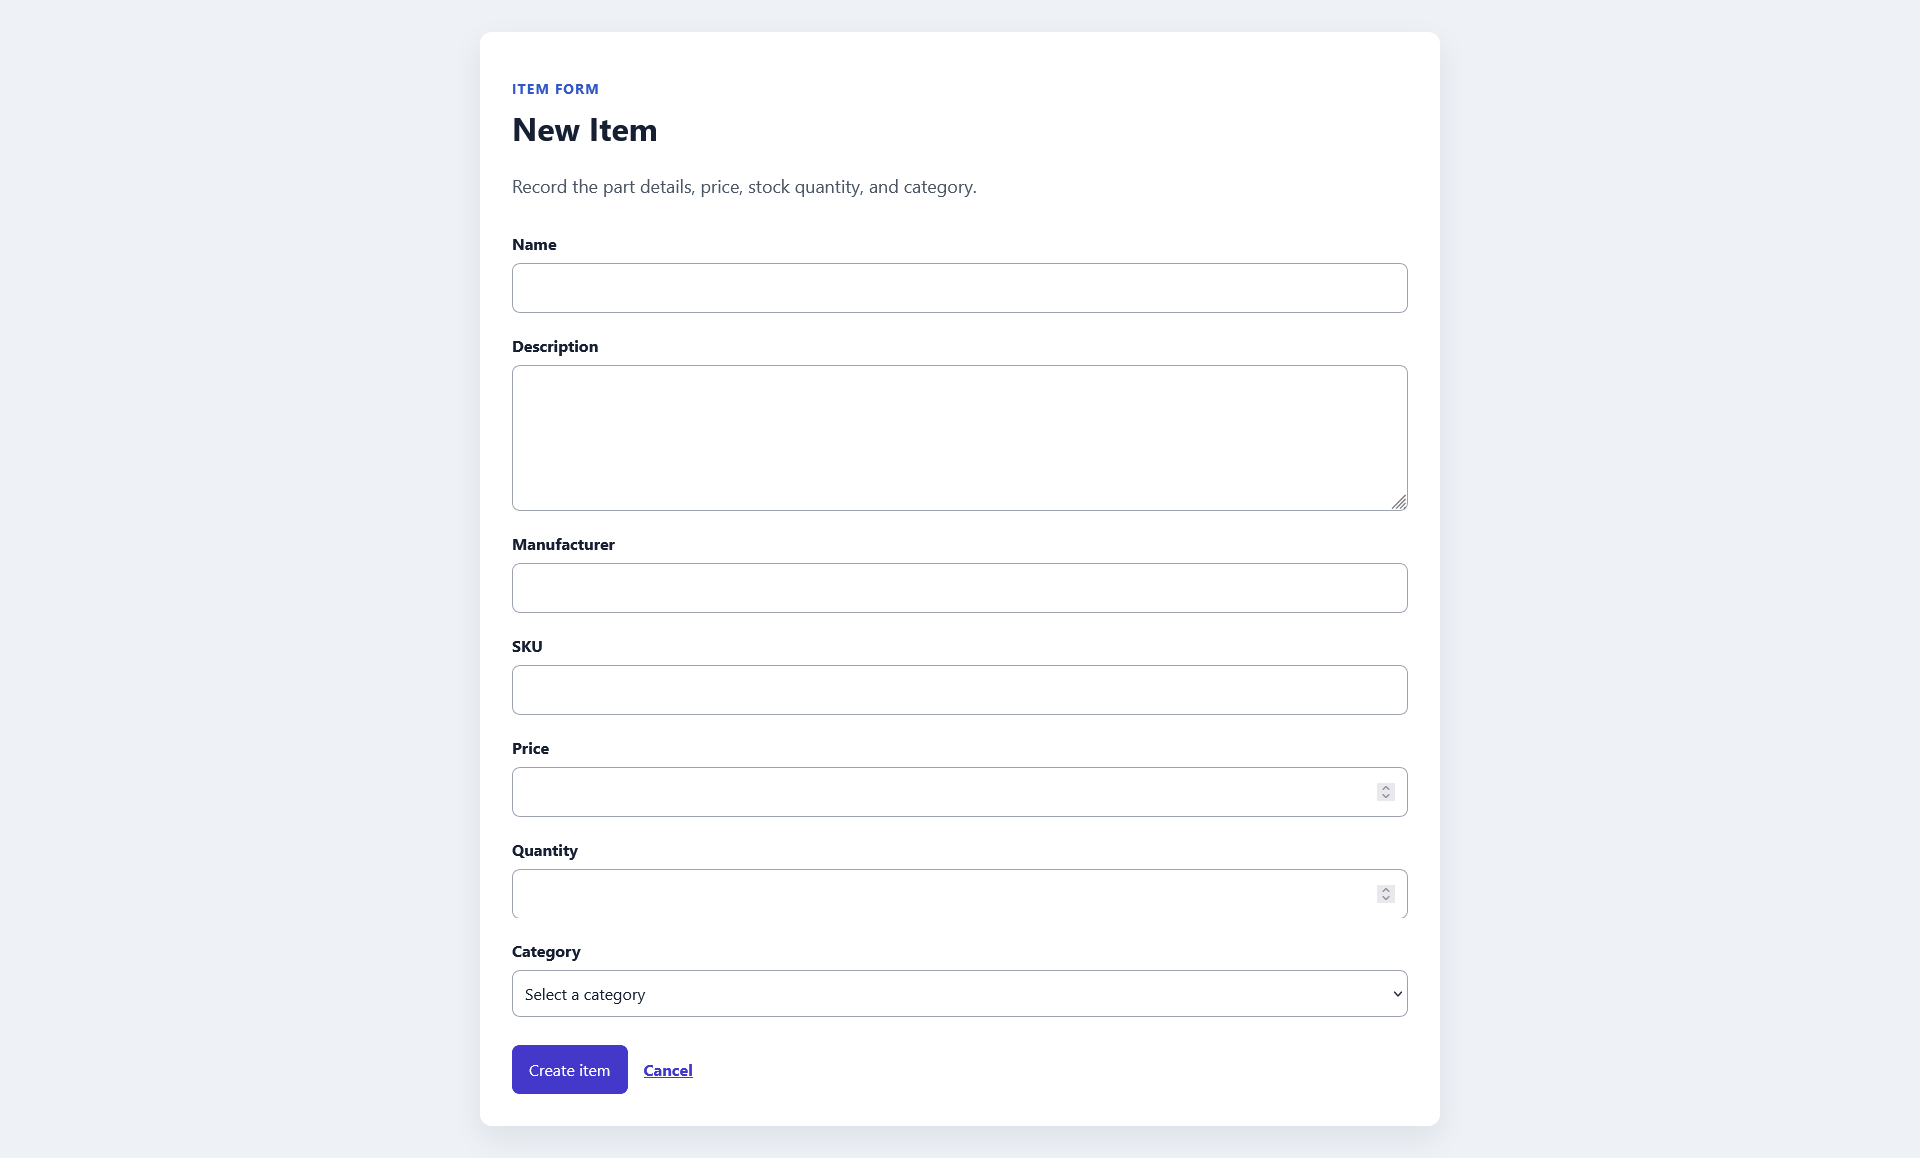 ITEM FORM
New Item
Record the part details, price, stock quantity, and category.
Name
Description
Manufacturer
SKU
Price
Quantity
Category
Select a category
Create item Cancel